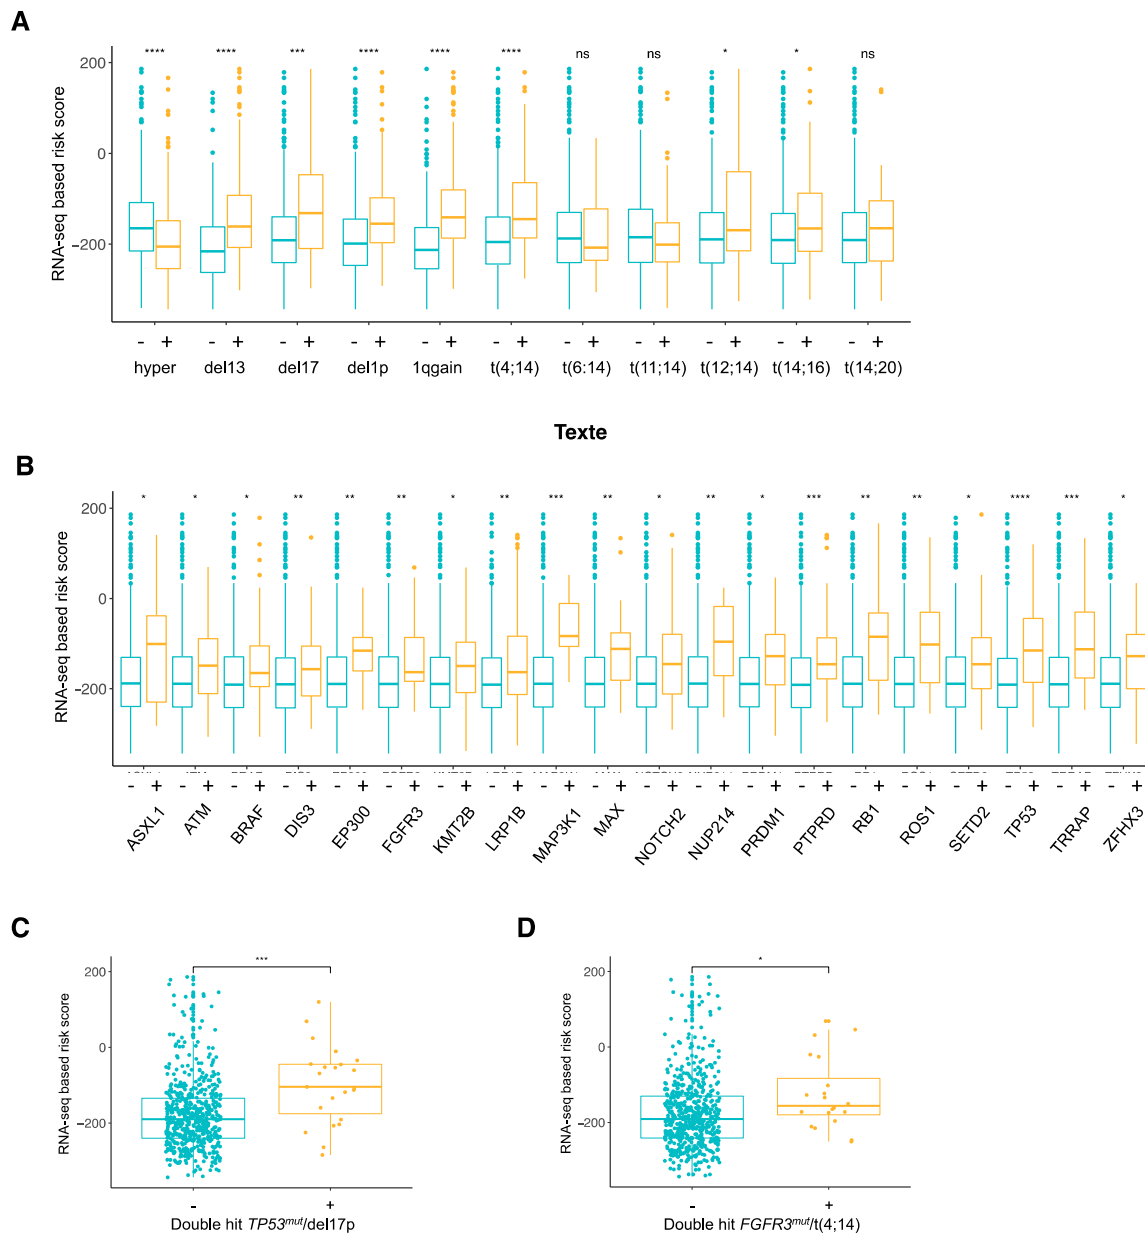 A
**** **** *** **** **** **** ns ns * * ns
RNA-seq based risk score
200
0
−200
- + - + - + - + - + - + - + - + - + - + - +
hyper del13 del17 del1p 1qgain t(4;14) t(6:14) t(11;14) t(12;14) t(14;16) t(14;20)
Texte
B
* * * ** ** ** * ** *** ** * ** * *** ** ** * **** *** *
RNA-seq based risk score
200
0
−200
- + - + - + - + - + - + - + - + - + - + - + - + - + - + - + - + - + - + - + - +
ASXL1 ATM BRAF DIS3 EP300 FGFR3 KMT2B LRP1B MAP3K1 MAX NOTCH2 NUP214 PRDM1 PTPRD RB1 ROS1 SETD2 TP53 TRRAP ZFHX3
C
***
RNA-seq based risk score
200
0
−200
- +
Double hit TP53mut/del17p
D
*
RNA-seq based risk score
200
0
−200
- +
Double hit FGFR3mut/t(4;14)